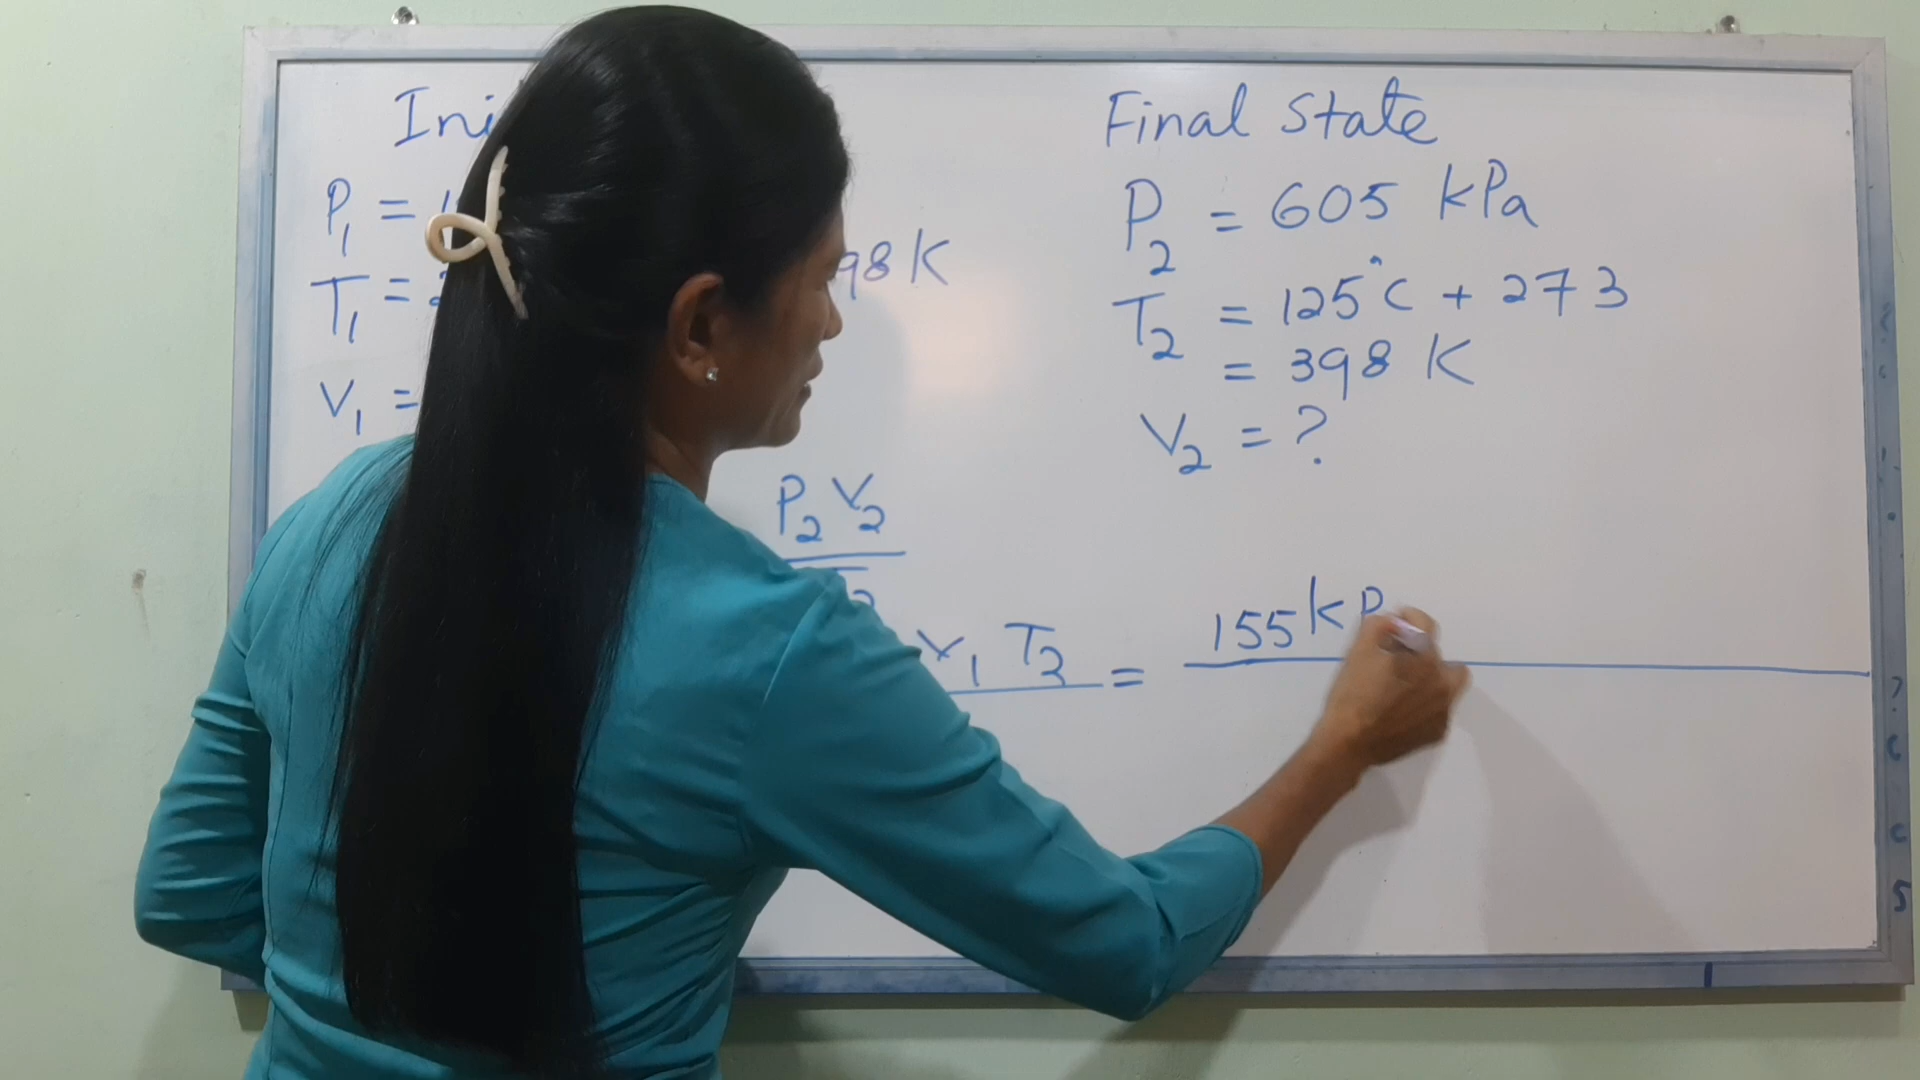 Ini
Final State
P1 = 1
P2 = 605 kPa
T1 = 98 K
T2 = 125°C + 273
= 398 K
V1 =
V2 = ?
P2 V2
V1 T2 = 155 kP